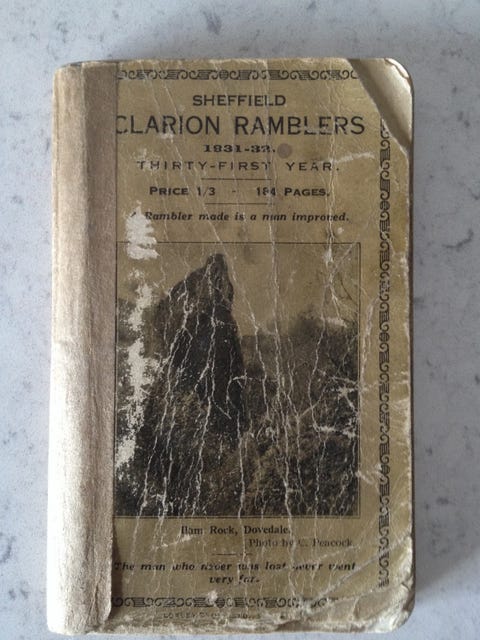 SHEFFIELD
CLARION RAMBLERS
1931-32.
THIRTY-FIRST YEAR.
PRICE 1/3 - 184 PAGES.
A Rambler made is a man improved.
Ilam Rock, Dovedale.
Photo by C. Peacock
The man who never was lost never went
very far.